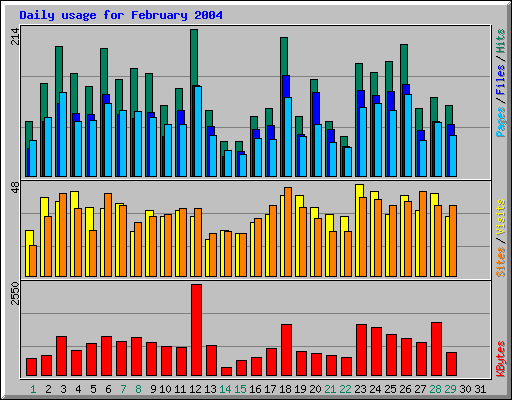 Daily usage for February 2004
214
Pages / Files / Hits
48
Sites / Visits
2550
KBytes
1 2 3 4 5 6 7 8 9 10 11 12 13 14 15 16 17 18 19 20 21 22 23 24 25 26 27 28 29 30 31